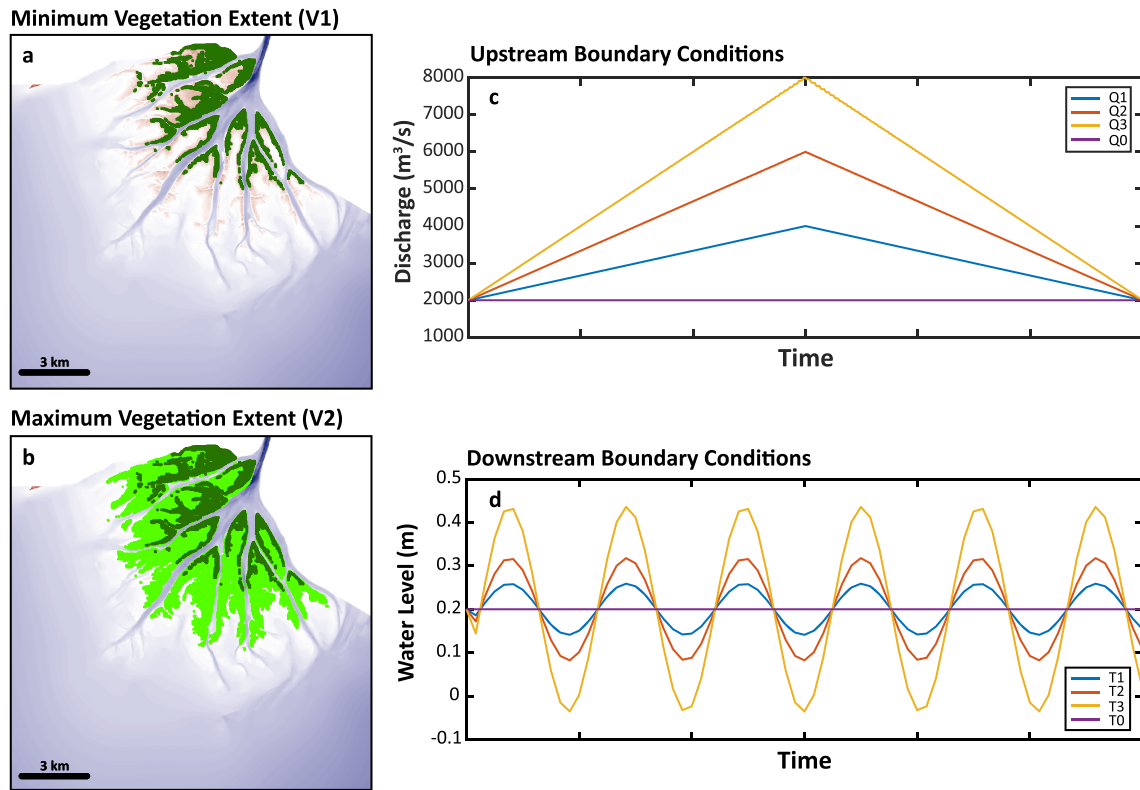 Minimum Vegetation Extent (V1)
a
3 km
Upstream Boundary Conditions
c
8000
7000
6000
5000
4000
3000
2000
1000
Discharge (m³/s)
Time
Q1
Q2
Q3
Q0
Maximum Vegetation Extent (V2)
b
3 km
Downstream Boundary Conditions
d
0.5
0.4
0.3
0.2
0.1
0
-0.1
Water Level (m)
Time
T1
T2
T3
T0